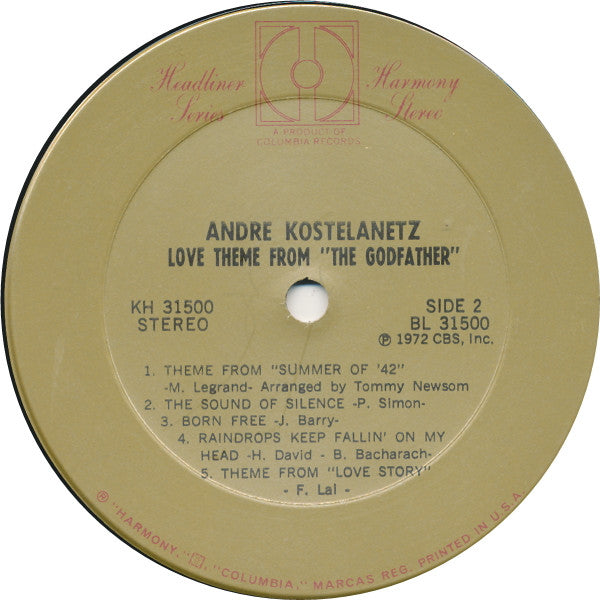 Headliner Series
Harmony Stereo
A PRODUCT OF
COLUMBIA RECORDS
ANDRE KOSTELANETZ
LOVE THEME FROM "THE GODFATHER"
KH 31500
STEREO
SIDE 2
BL 31500
℗ 1972 CBS, Inc.
1. THEME FROM "SUMMER OF '42"
-M. Legrand- Arranged by Tommy Newsom
2. THE SOUND OF SILENCE -P. Simon-
3. BORN FREE -J. Barry-
4. RAINDROPS KEEP FALLIN' ON MY
HEAD -H. David - B. Bacharach-
5. THEME FROM "LOVE STORY"
- F. Lai -
® "HARMONY," "COLUMBIA," MARCAS REG. PRINTED IN U.S.A.